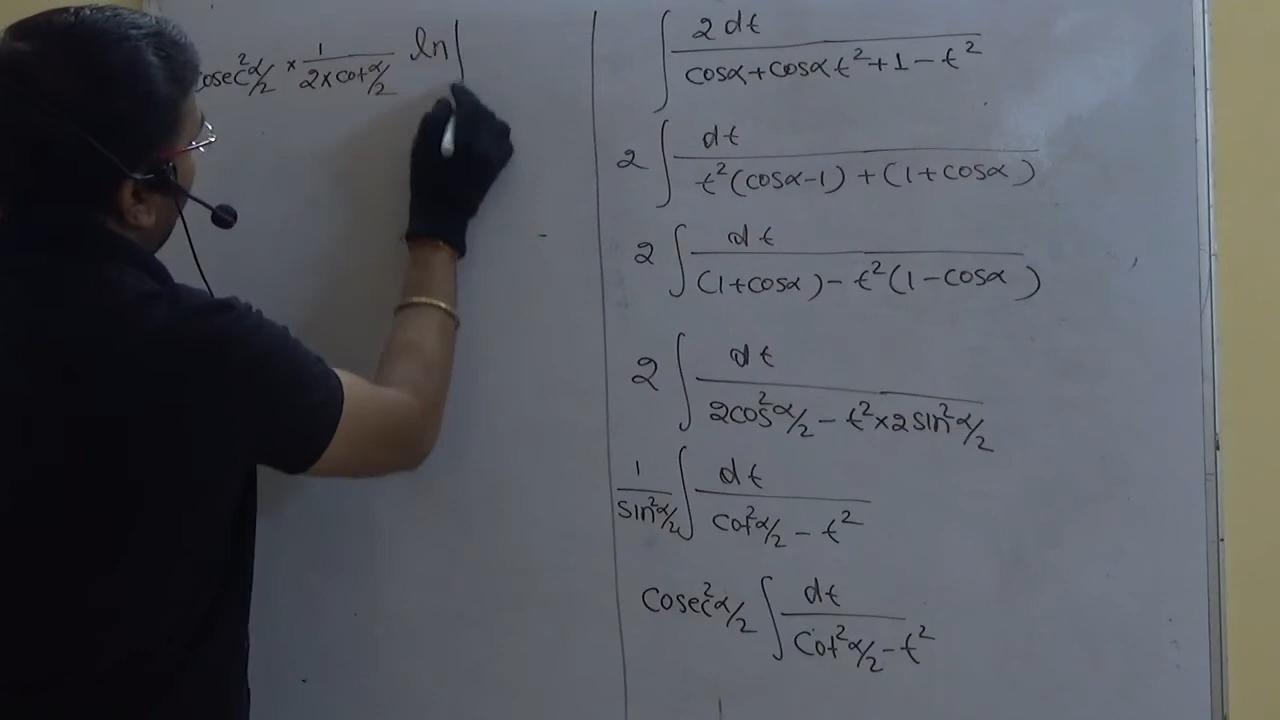 cosec²α/2 × 1/(2×cotα/2) ln|
∫ 2dt/(cosα+cosαt²+1−t²)
2∫ dt/(t²(cosα−1)+(1+cosα))
2∫ dt/((1+cosα)−t²(1−cosα))
2∫ dt/(2cos²α/2−t²×2sin²α/2)
1/(sin²α/2)∫ dt/(cot²α/2−t²)
Cosec²α/2 ∫ dt/(Cot²α/2−t²)